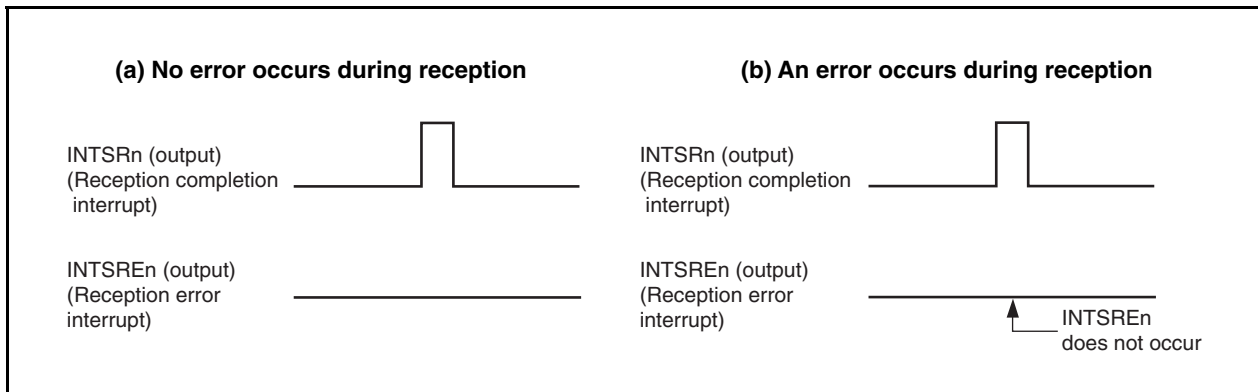 (a) No error occurs during reception
INTSRn (output)
(Reception completion
interrupt)
INTSREn (output)
(Reception error
interrupt)
(b) An error occurs during reception
INTSRn (output)
(Reception completion
interrupt)
INTSREn (output)
(Reception error
interrupt)
INTSREn
does not occur